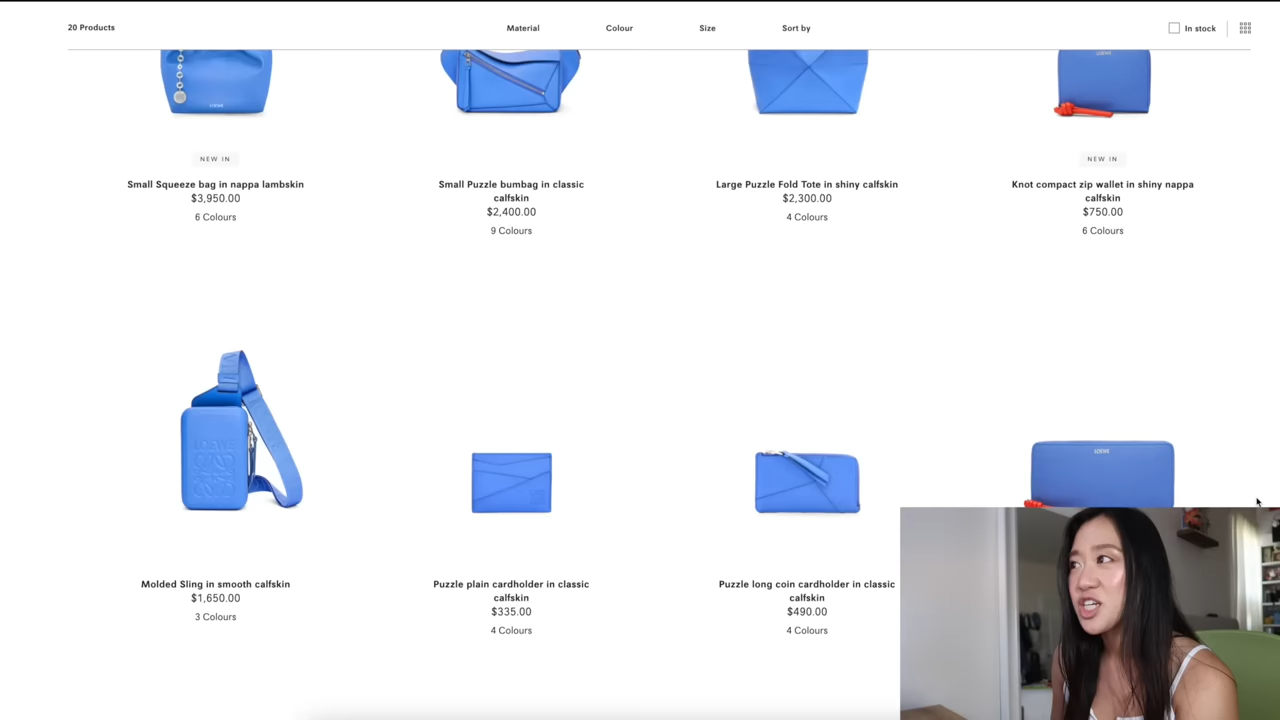 20 Products
Material
Colour
Size
Sort by
In stock
LOEWE
LOEWE
NEW IN
NEW IN
Small Squeeze bag in nappa lambskin
$3,950.00
6 Colours
Small Puzzle bumbag in classic
calfskin
$2,400.00
9 Colours
Large Puzzle Fold Tote in shiny calfskin
$2,300.00
4 Colours
Knot compact zip wallet in shiny nappa
calfskin
$750.00
6 Colours
LOEWE
LOEWE
Molded Sling in smooth calfskin
$1,650.00
3 Colours
Puzzle plain cardholder in classic
calfskin
$335.00
4 Colours
Puzzle long coin cardholder in classic
calfskin
$490.00
4 Colours